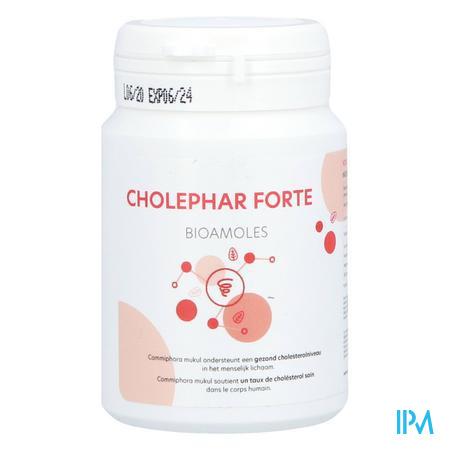 L06/20 EXP06/24
CHOLEPHAR FORTE
BIOAMOLES
Commiphora mukul ondersteunt een gezond cholesterolniveau
in het menselijk lichaam.
Commiphora mukul soutient un taux de cholésterol sain
dans le corps humain.
IPM